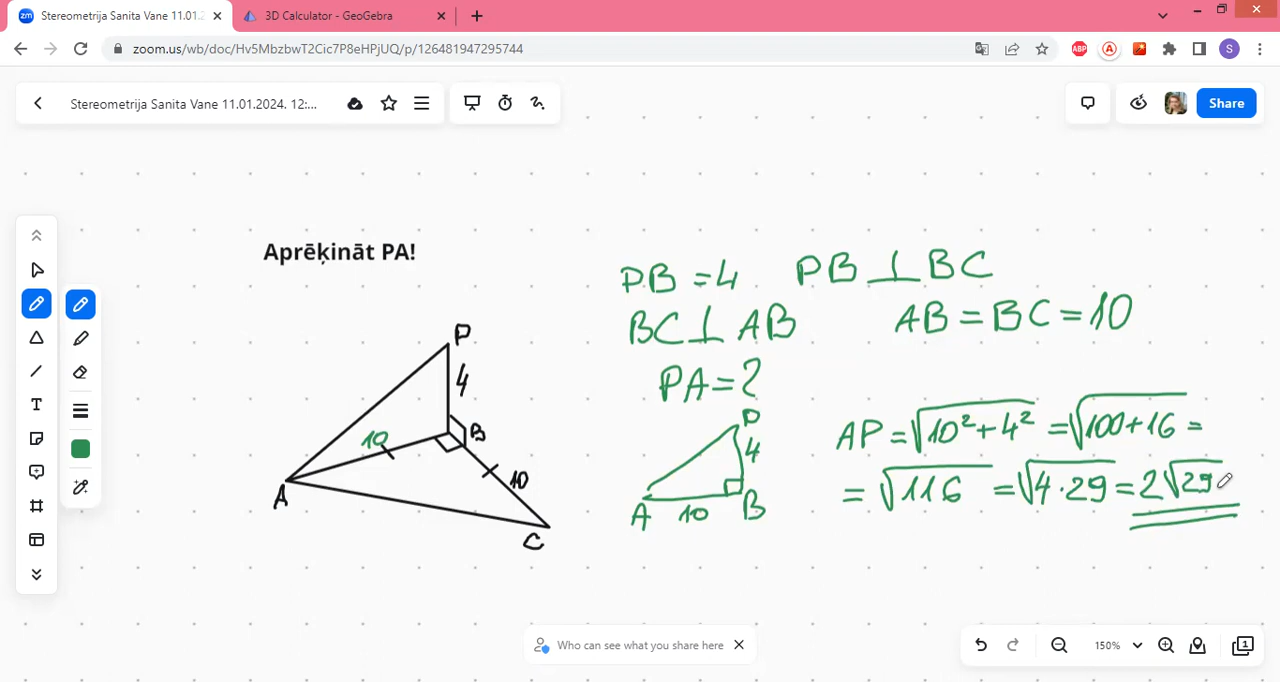 Stereometrija Sanita Vane 11.01.2
3D Calculator - GeoGebra
zoom.us/wb/doc/Hv5MbzbwT2Cic7P8eHPjUQ/p/126481947295744
ABP
A
S
Stereometrija Sanita Vane 11.01.2024. 12:...
Share
Aprēķināt PA!
P
4
10
B
10
A
C
PB = 4 PB ⊥ BC
BC ⊥ AB AB = BC = 10
PA = ?
P
4
A 10 B
AP = √10² + 4² = √100 + 16 =
= √116 = √4 · 29 = 2√29
T
Who can see what you share here
150%
1